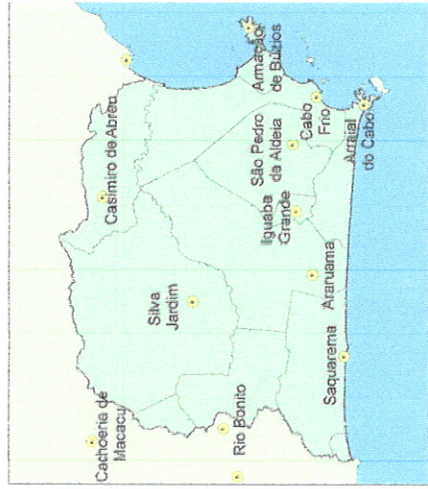 Cachoeria de
Macacu
Casimiro de Abreu
Silva
Jardim
Rio Bonito
Armação
de Búzios
São Pedro
da Aldeia
Iguaba
Grande
Cabo
Frio
Araruama
Saquarema
Arraial
do Cabo